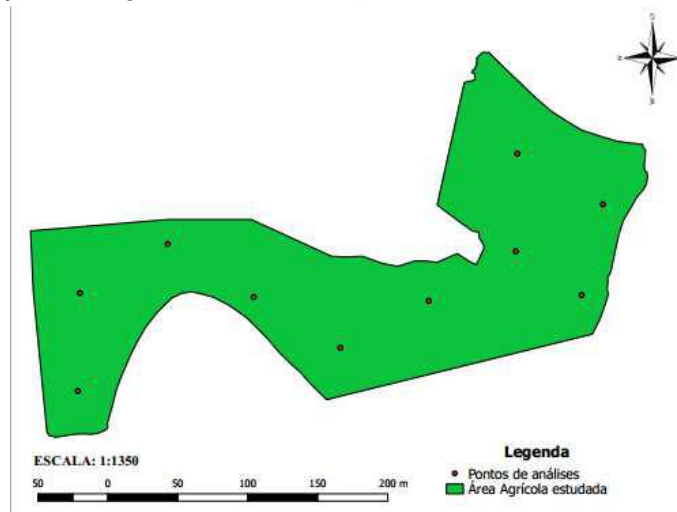 Legenda
ESCALA: 1:1350
Pontos de análises
Área Agrícola estudada
50 0 50 100 150 200 m